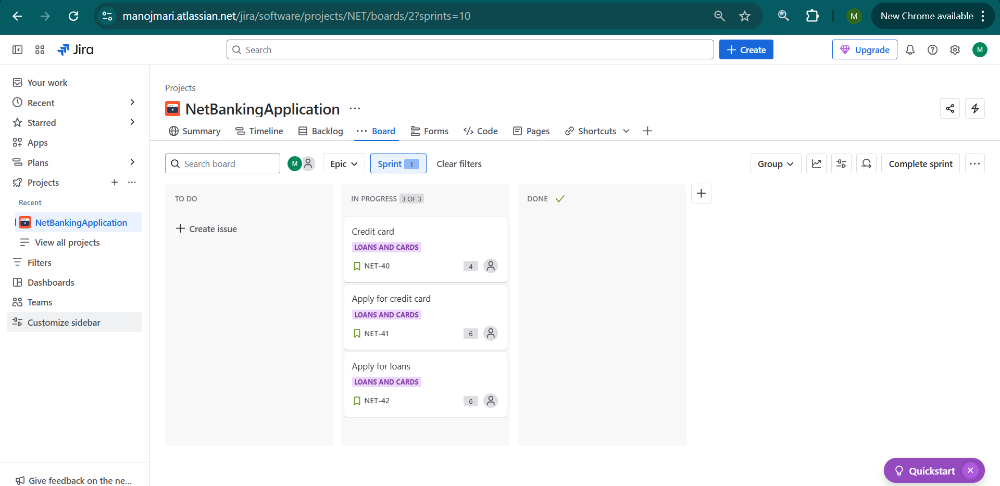 manojmari.atlassian.net/jira/software/projects/NET/boards/2?sprints=10
M
New Chrome available
Jira
Search
Create
Upgrade
M
Your work
Recent
Starred
Apps
Plans
Projects
Recent
NetBankingApplication
View all projects
Filters
Dashboards
Teams
Customize sidebar
Give feedback on the ne...
Projects
NetBankingApplication
Summary
Timeline
Backlog
Board
Forms
Code
Pages
Shortcuts
Search board
M
Epic
Sprint 1
Clear filters
Group
Complete sprint
TO DO
Create issue
IN PROGRESS 3 OF 3
Credit card
LOANS AND CARDS
NET-40 4
Apply for credit card
LOANS AND CARDS
NET-41 6
Apply for loans
LOANS AND CARDS
NET-42 6
DONE
Quickstart